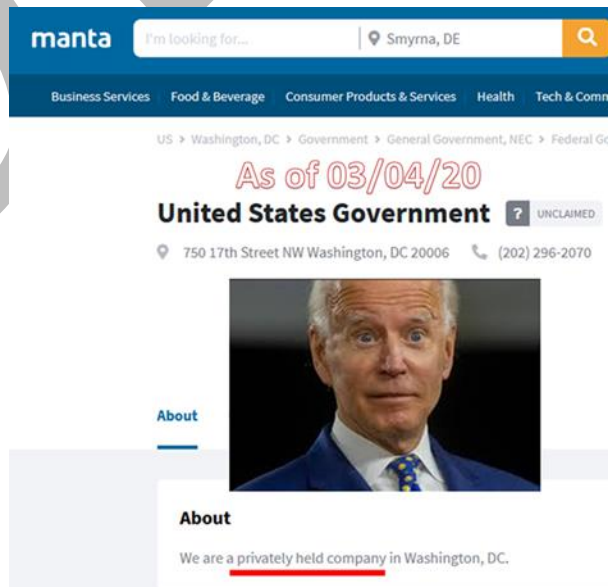 manta I'm looking for... Smyrna, DE
Business Services Food & Beverage Consumer Products & Services Health Tech & Comm
US > Washington, DC > Government > General Government, NEC > Federal Go
As of 03/04/20
United States Government ? UNCLAIMED
750 17th Street NW Washington, DC 20006 (202) 296-2070
About
About
We are a privately held company in Washington, DC.